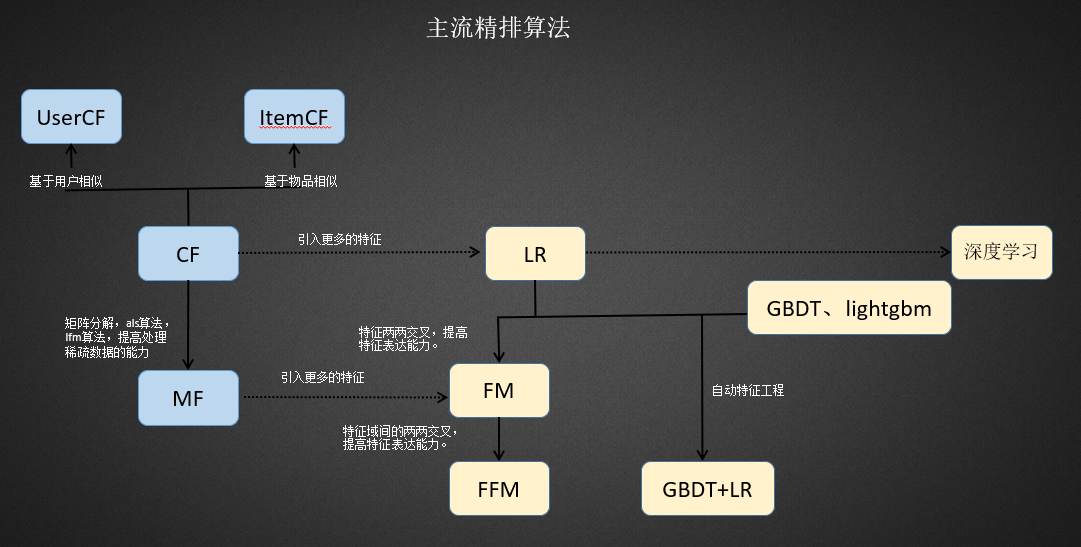 主流精排算法
UserCF
ItemCF
基于用户相似
基于物品相似
CF
引入更多的特征
LR
深度学习
GBDT、lightgbm
矩阵分解，als算法，
lfm算法，提高处理
稀疏数据的能力
特征两两交叉，提高
特征表达能力。
MF
引入更多的特征
FM
自动特征工程
特征域间的两两交叉，
提高特征表达能力。
FFM
GBDT+LR